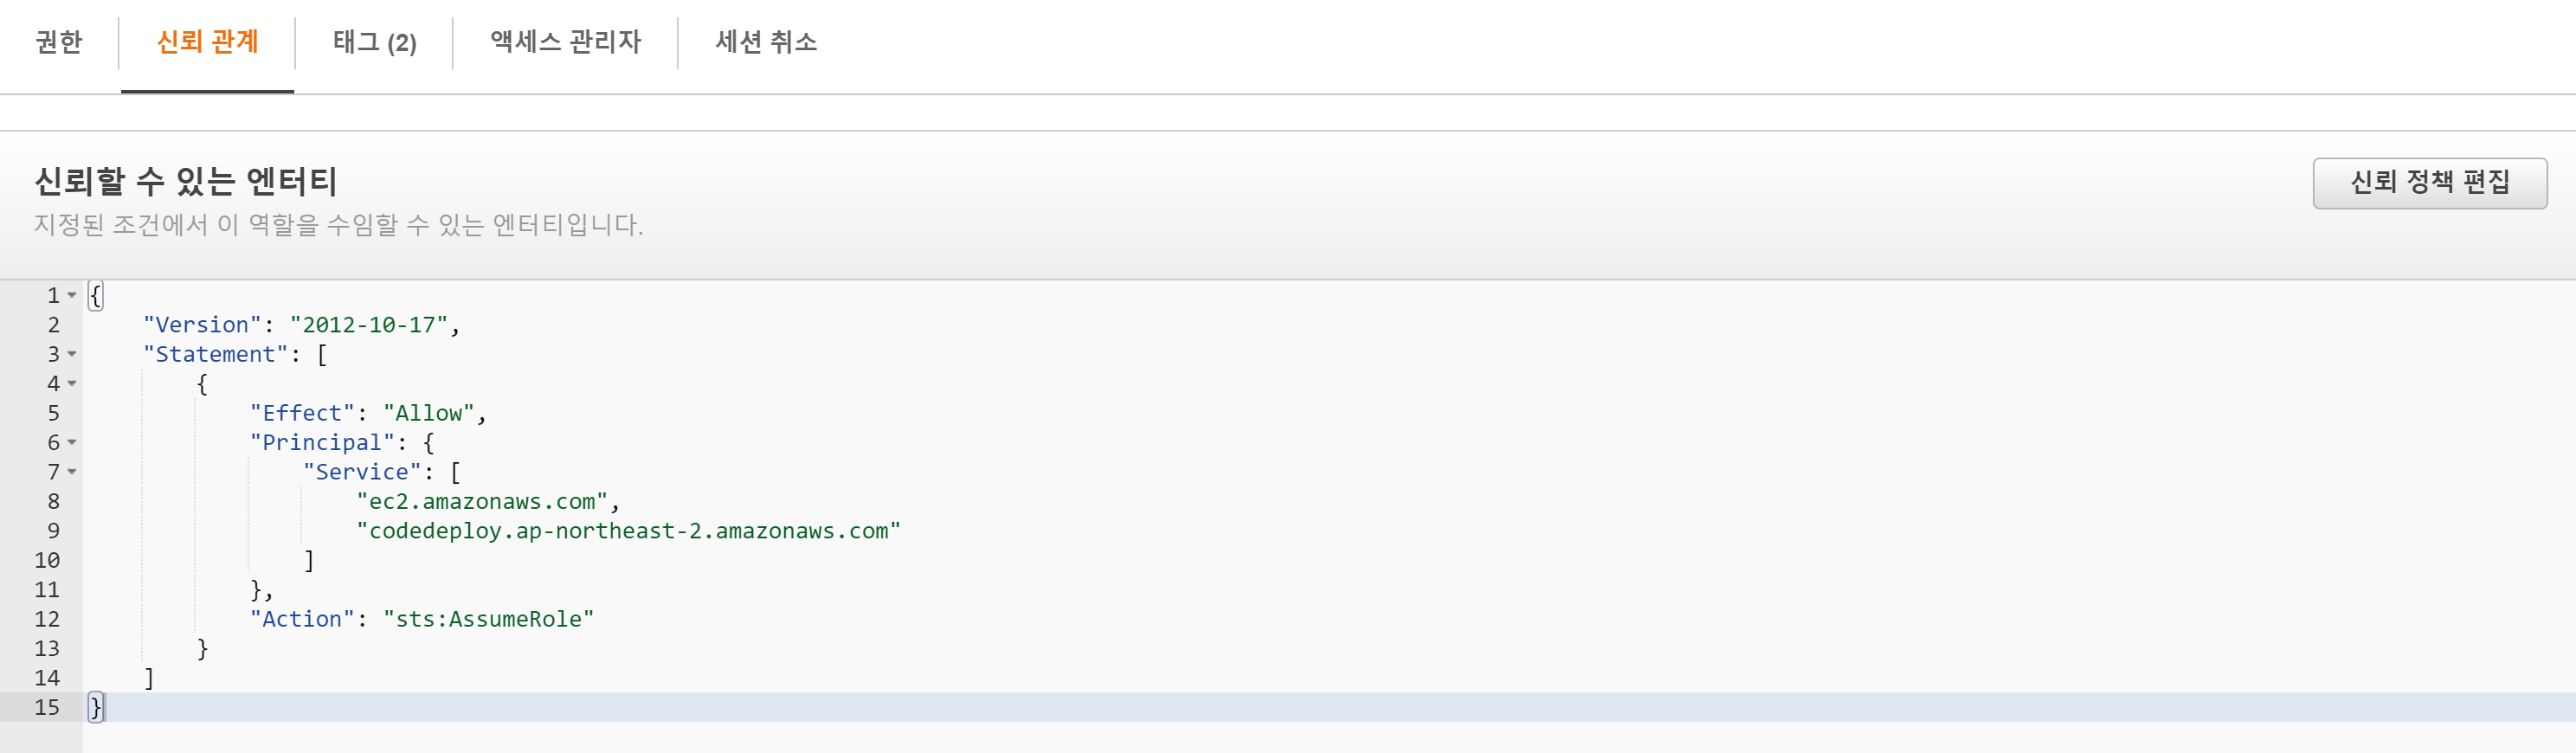 권한 신뢰 관계 태그 (2) 액세스 관리자 세션 취소
신뢰할 수 있는 엔터티
신뢰 정책 편집
지정된 조건에서 이 역할을 수임할 수 있는 엔터티입니다.
1 {
2     "Version": "2012-10-17",
3     "Statement": [
4         {
5             "Effect": "Allow",
6             "Principal": {
7                 "Service": [
8                     "ec2.amazonaws.com",
9                     "codedeploy.ap-northeast-2.amazonaws.com"
10                 ]
11             },
12             "Action": "sts:AssumeRole"
13         }
14     ]
15 }